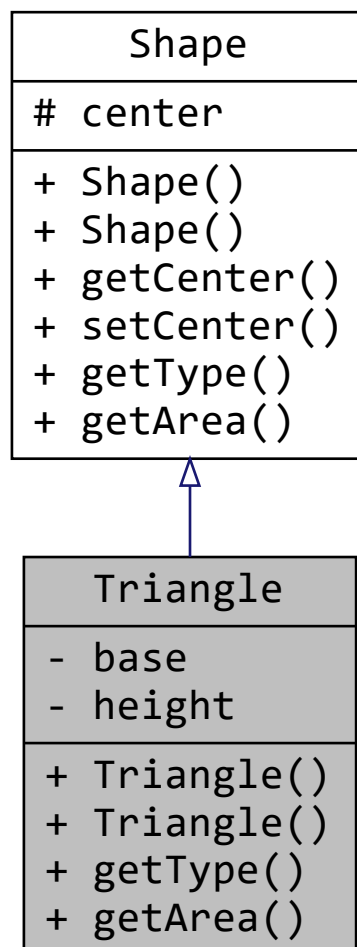 Shape
# center
+ Shape()
+ Shape()
+ getCenter()
+ setCenter()
+ getType()
+ getArea()
Triangle
- base
- height
+ Triangle()
+ Triangle()
+ getType()
+ getArea()